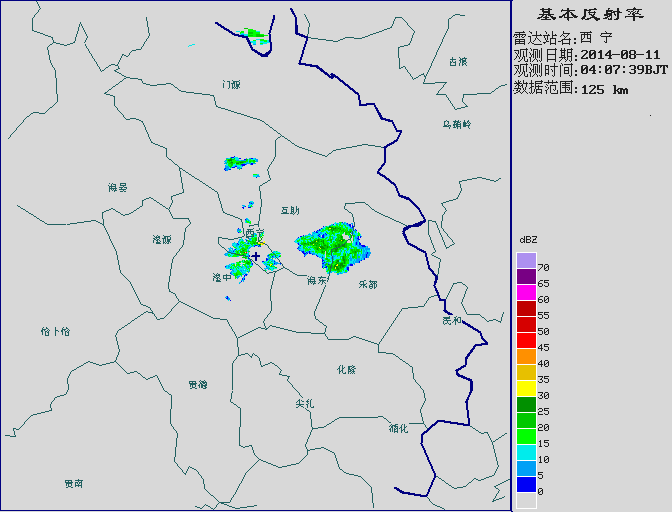 基本反射率
雷达站名:西 宁
观测日期:2014-08-11
观测时间:04:07:39BJT
数据范围:125 km
古浪
门源
乌鞘岭
海晏
互助
湟源
西宁
湟中
海东
乐都
民和
恰卜恰
化隆
贵德
尖扎
循化
贵南
dBZ
70
65
60
55
50
45
40
35
30
25
20
15
10
5
0